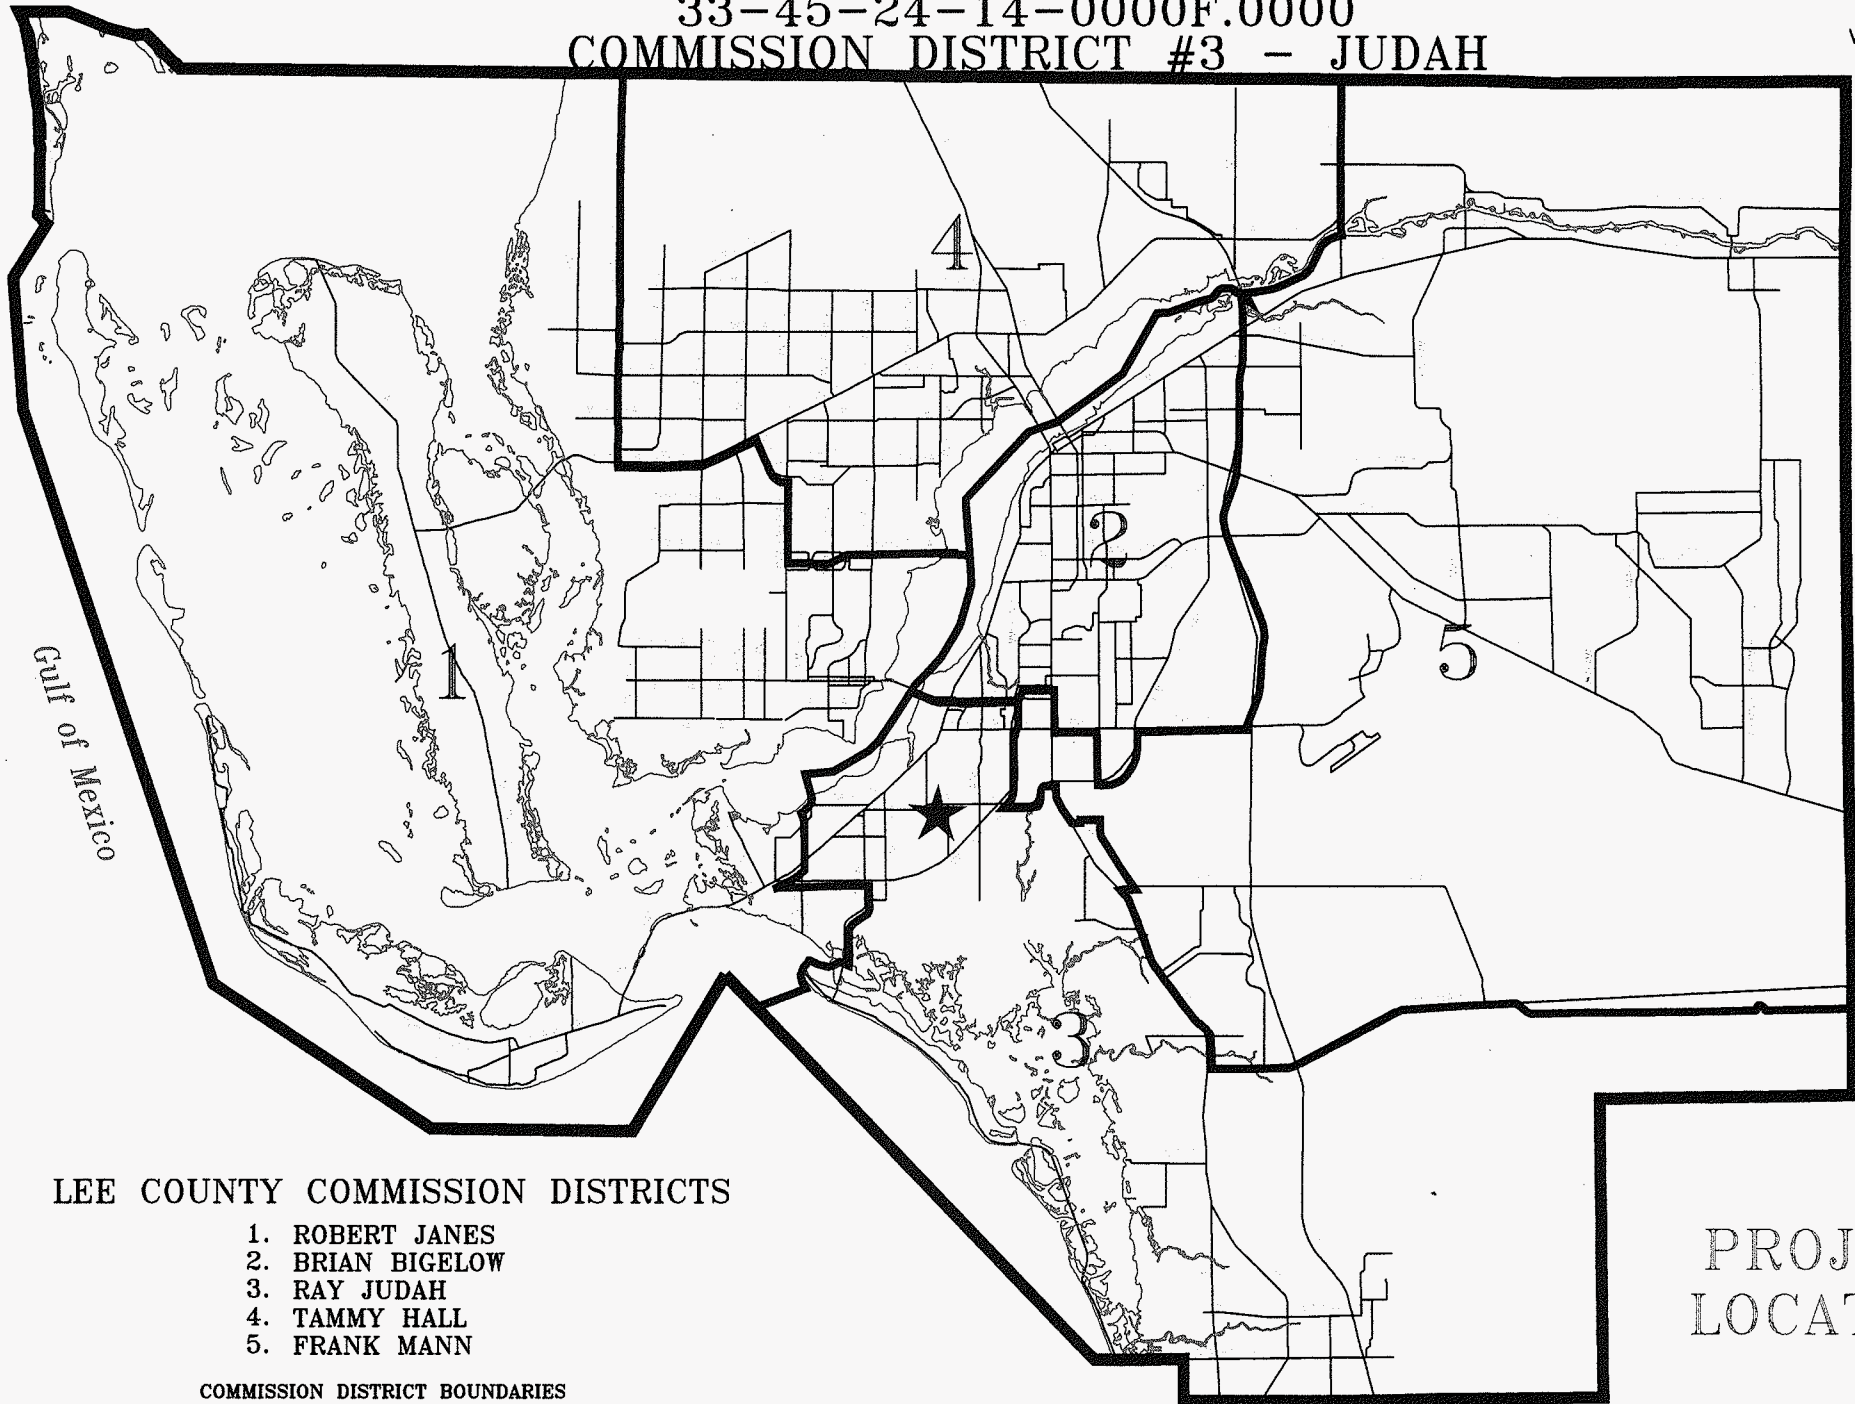 33-45-24-14-0000F.0000
COMMISSION DISTRICT #3 - JUDAH
4
2
5
1
Gulf of Mexico
3
LEE COUNTY COMMISSION DISTRICTS
1. ROBERT JANES
2. BRIAN BIGELOW
3. RAY JUDAH
4. TAMMY HALL
5. FRANK MANN
COMMISSION DISTRICT BOUNDARIES
PROJ
LOCAT